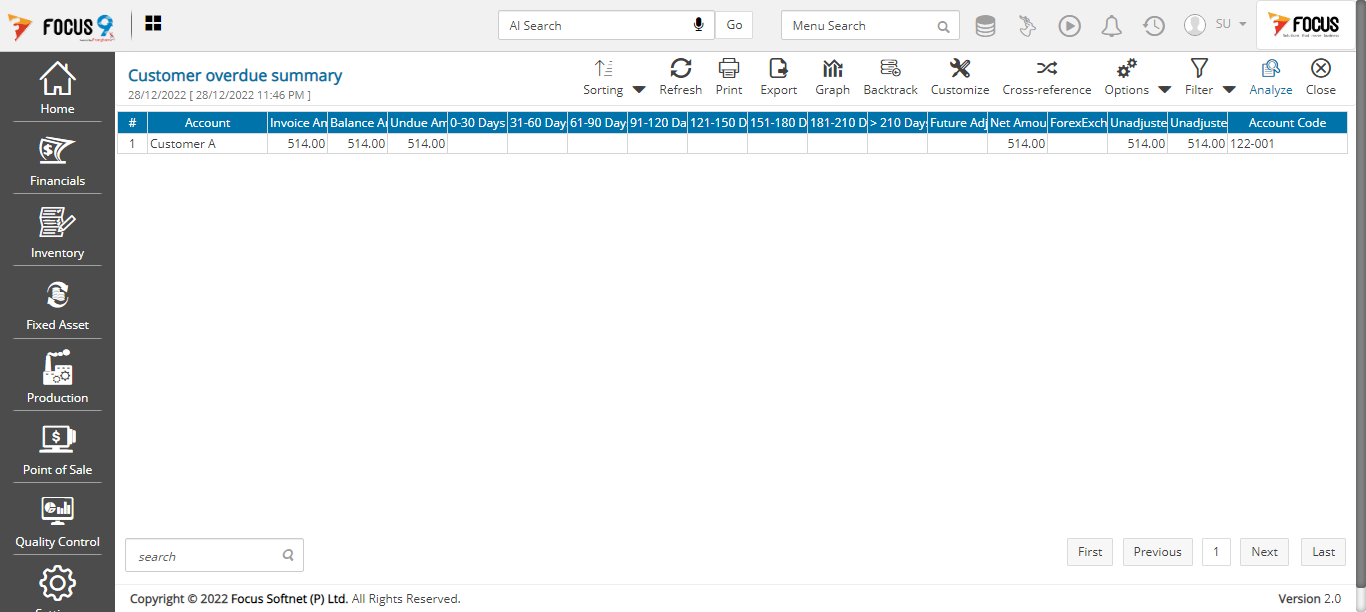 FOCUS 9
AI Search
Go
Menu Search
SU
FOCUS
Home
Financials
Inventory
Fixed Asset
Production
Point of Sale
Quality Control
Customer overdue summary
28/12/2022 [ 28/12/2022 11:46 PM ]
Sorting Refresh Print Export Graph Backtrack Customize Cross-reference Options Filter Analyze Close
# Account Invoice Am Balance Ar Undue Am 0-30 Days 31-60 Day 61-90 Day 91-120 Da 121-150 D 151-180 D 181-210 D > 210 Days Future Adj Net Amou ForexExch Unadjuste Unadjuste Account Code
1 Customer A 514.00 514.00 514.00 514.00 514.00 514.00 122-001
search
First Previous 1 Next Last
Copyright © 2022 Focus Softnet (P) Ltd. All Rights Reserved.
Version 2.0